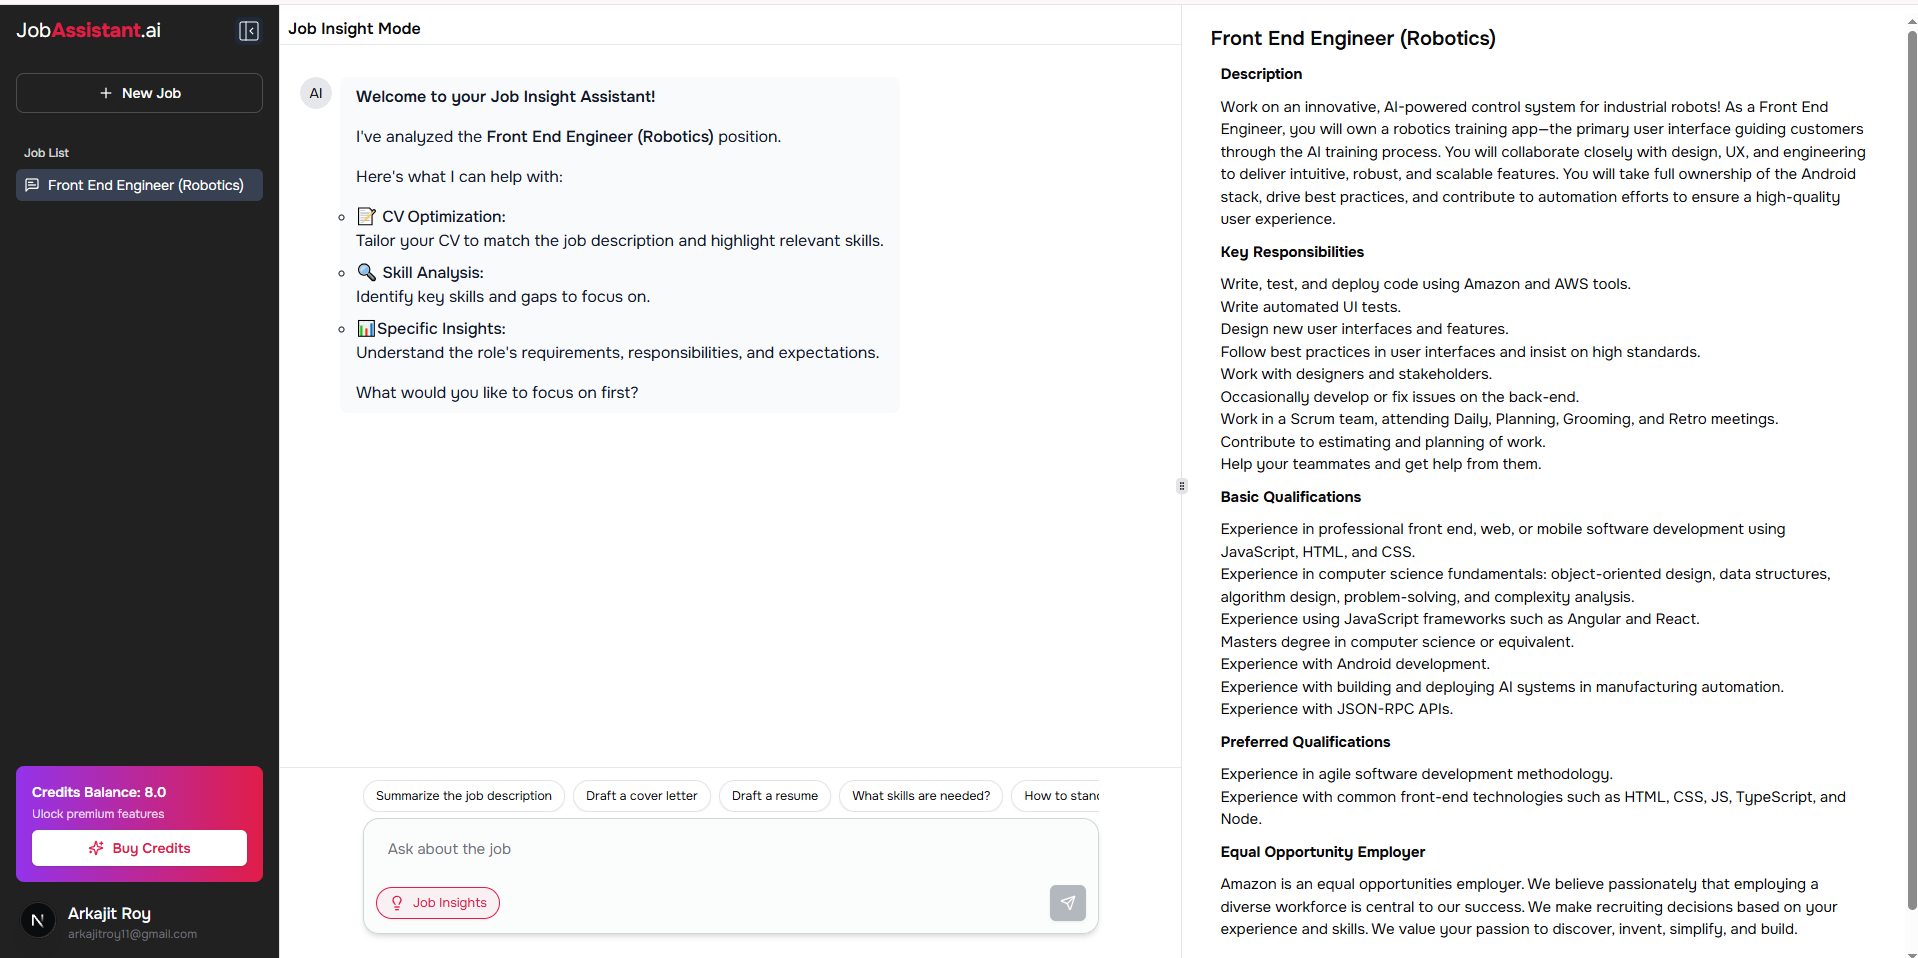 JobAssistant.ai
New Job
Job List
Front End Engineer (Robotics)
Credits Balance: 8.0
Ulock premium features
Buy Credits
N
Arkajit Roy
arkajitroy11@gmail.com
Job Insight Mode
AI
Welcome to your Job Insight Assistant!
I've analyzed the Front End Engineer (Robotics) position.
Here's what I can help with:
CV Optimization:
Tailor your CV to match the job description and highlight relevant skills.
Skill Analysis:
Identify key skills and gaps to focus on.
Specific Insights:
Understand the role's requirements, responsibilities, and expectations.
What would you like to focus on first?
Summarize the job description
Draft a cover letter
Draft a resume
What skills are needed?
How to stanc
Ask about the job
Job Insights
Front End Engineer (Robotics)
Description
Work on an innovative, AI-powered control system for industrial robots! As a Front End
Engineer, you will own a robotics training app—the primary user interface guiding customers
through the AI training process. You will collaborate closely with design, UX, and engineering
to deliver intuitive, robust, and scalable features. You will take full ownership of the Android
stack, drive best practices, and contribute to automation efforts to ensure a high-quality
user experience.
Key Responsibilities
Write, test, and deploy code using Amazon and AWS tools.
Write automated UI tests.
Design new user interfaces and features.
Follow best practices in user interfaces and insist on high standards.
Work with designers and stakeholders.
Occasionally develop or fix issues on the back-end.
Work in a Scrum team, attending Daily, Planning, Grooming, and Retro meetings.
Contribute to estimating and planning of work.
Help your teammates and get help from them.
Basic Qualifications
Experience in professional front end, web, or mobile software development using
JavaScript, HTML, and CSS.
Experience in computer science fundamentals: object-oriented design, data structures,
algorithm design, problem-solving, and complexity analysis.
Experience using JavaScript frameworks such as Angular and React.
Masters degree in computer science or equivalent.
Experience with Android development.
Experience with building and deploying AI systems in manufacturing automation.
Experience with JSON-RPC APIs.
Preferred Qualifications
Experience in agile software development methodology.
Experience with common front-end technologies such as HTML, CSS, JS, TypeScript, and
Node.
Equal Opportunity Employer
Amazon is an equal opportunities employer. We believe passionately that employing a
diverse workforce is central to our success. We make recruiting decisions based on your
experience and skills. We value your passion to discover, invent, simplify, and build.